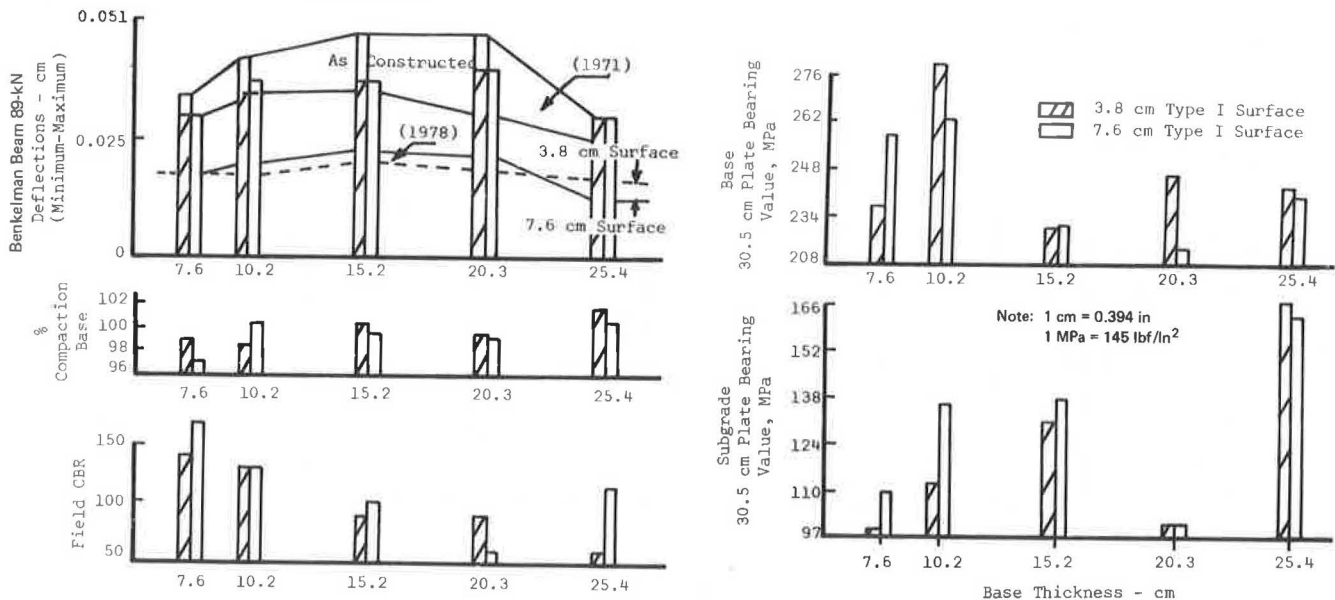 Benkelman Beam 89-kN
Deflections - cm
(Minimum-Maximum)
0.051
0.025
0
As Constructed
(1971)
(1978)
3.8 cm Surface
7.6 cm Surface
7.6 10.2 15.2 20.3 25.4
%
Compaction
Base
102
100
98
96
7.6 10.2 15.2 20.3 25.4
Field CBR
150
100
50
7.6 10.2 15.2 20.3 25.4
Base
30.5 cm Plate Bearing
Value, MPa
276
262
248
234
208
3.8 cm Type I Surface
7.6 cm Type I Surface
7.6 10.2 15.2 20.3 25.4
Subgrade
30.5 cm Plate Bearing
Value, MPa
166
152
138
124
110
97
Note: 1 cm = 0.394 in
1 MPa = 145 lbf/in²
7.6 10.2 15.2 20.3 25.4
Base Thickness - cm